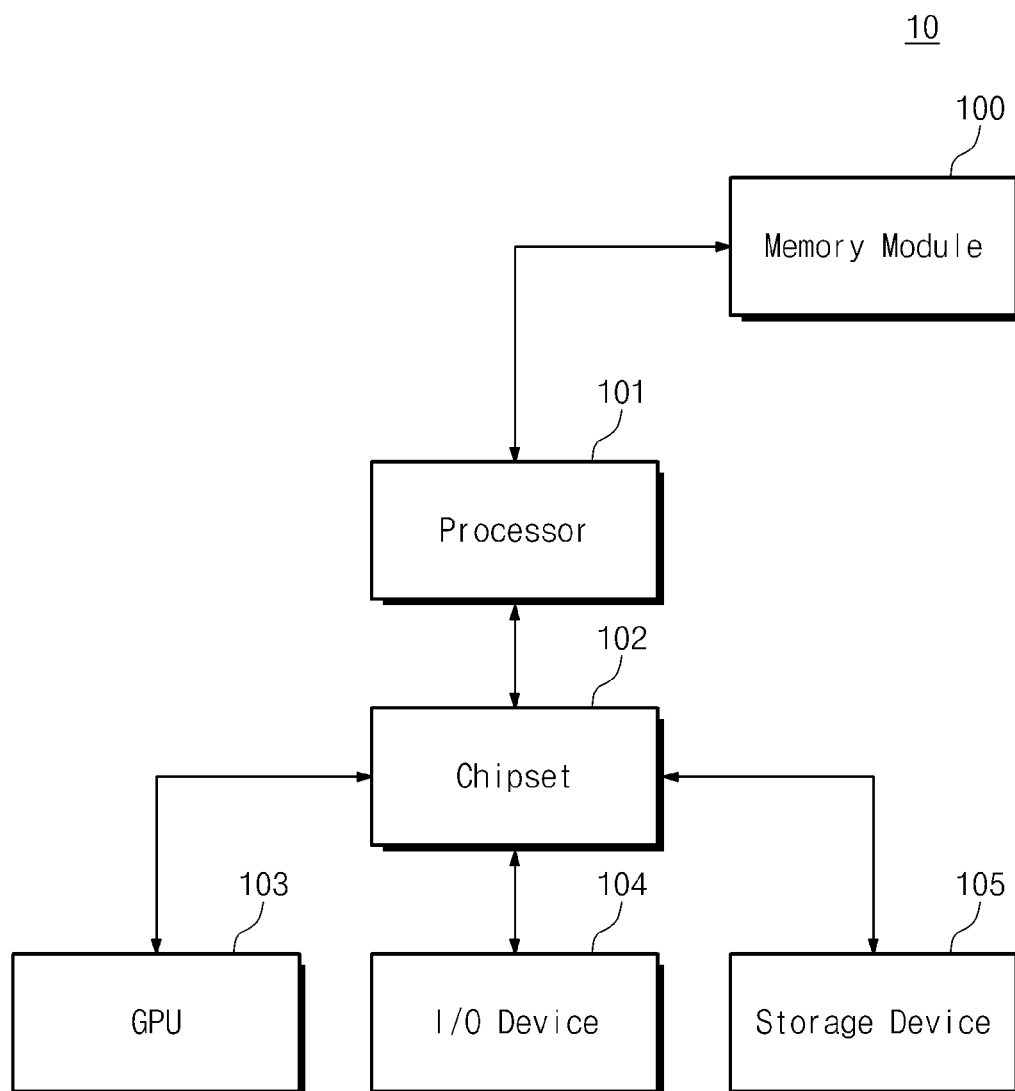 10
100
Memory Module
101
Processor
102
Chipset
103
104
105
GPU
I/O Device
Storage Device